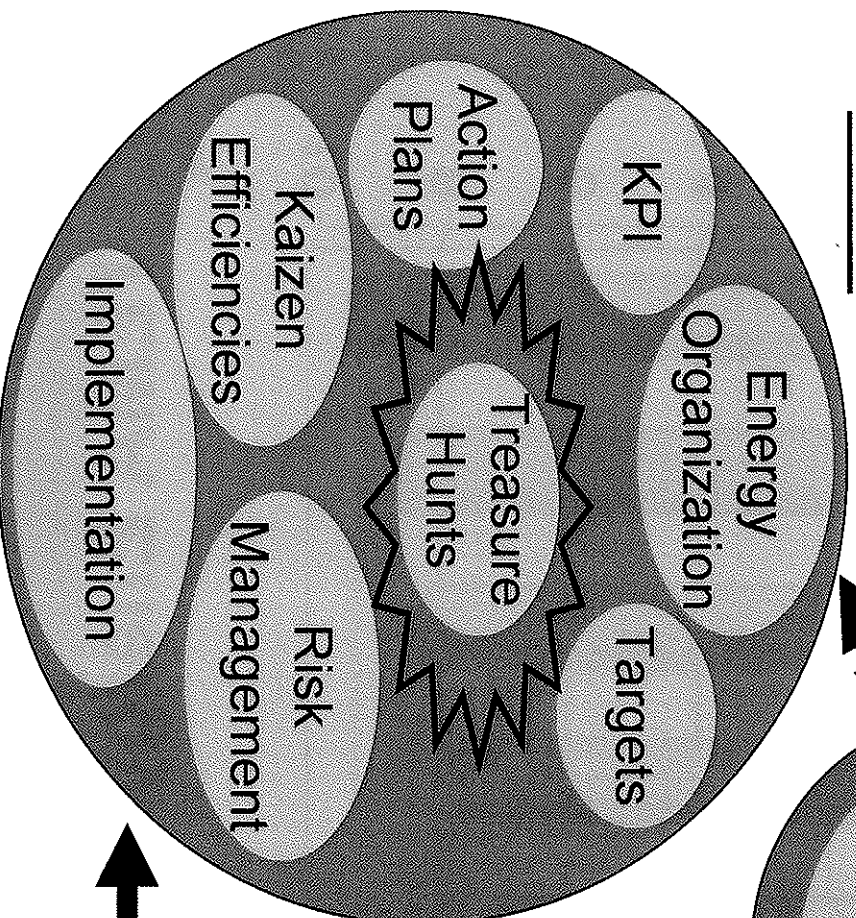 Energy
Organization
KPI
Targets
Action
Plans
Treasure
Hunts
Kaizen
Efficiencies
Risk
Management
Implementation